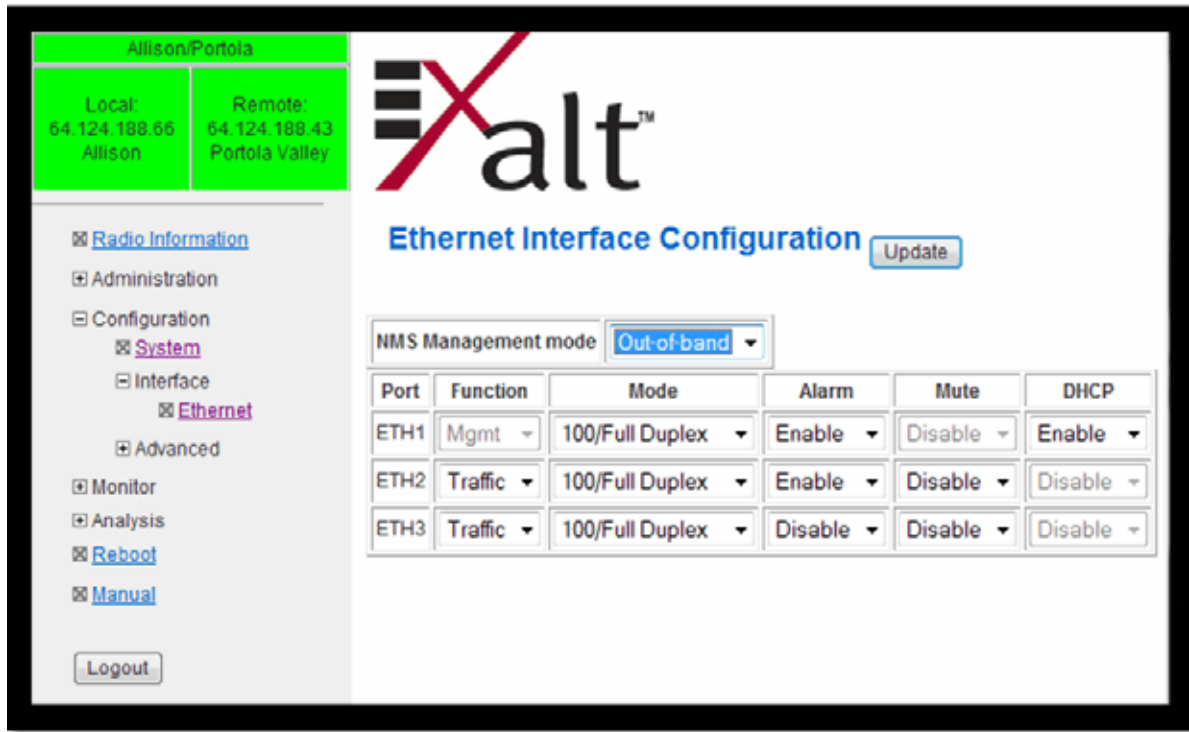 Allison/Portola
Local:
64.124.188.66
Allison
Remote:
64.124.188.43
Portola Valley
EXalt™
Radio Information
Administration
Configuration
System
Interface
Ethernet
Advanced
Monitor
Analysis
Reboot
Manual
Logout
Ethernet Interface Configuration Update
NMS Management mode Out-of-band
Port Function Mode Alarm Mute DHCP
ETH1 Mgmt 100/Full Duplex Enable Disable Enable
ETH2 Traffic 100/Full Duplex Enable Disable Disable
ETH3 Traffic 100/Full Duplex Disable Disable Disable